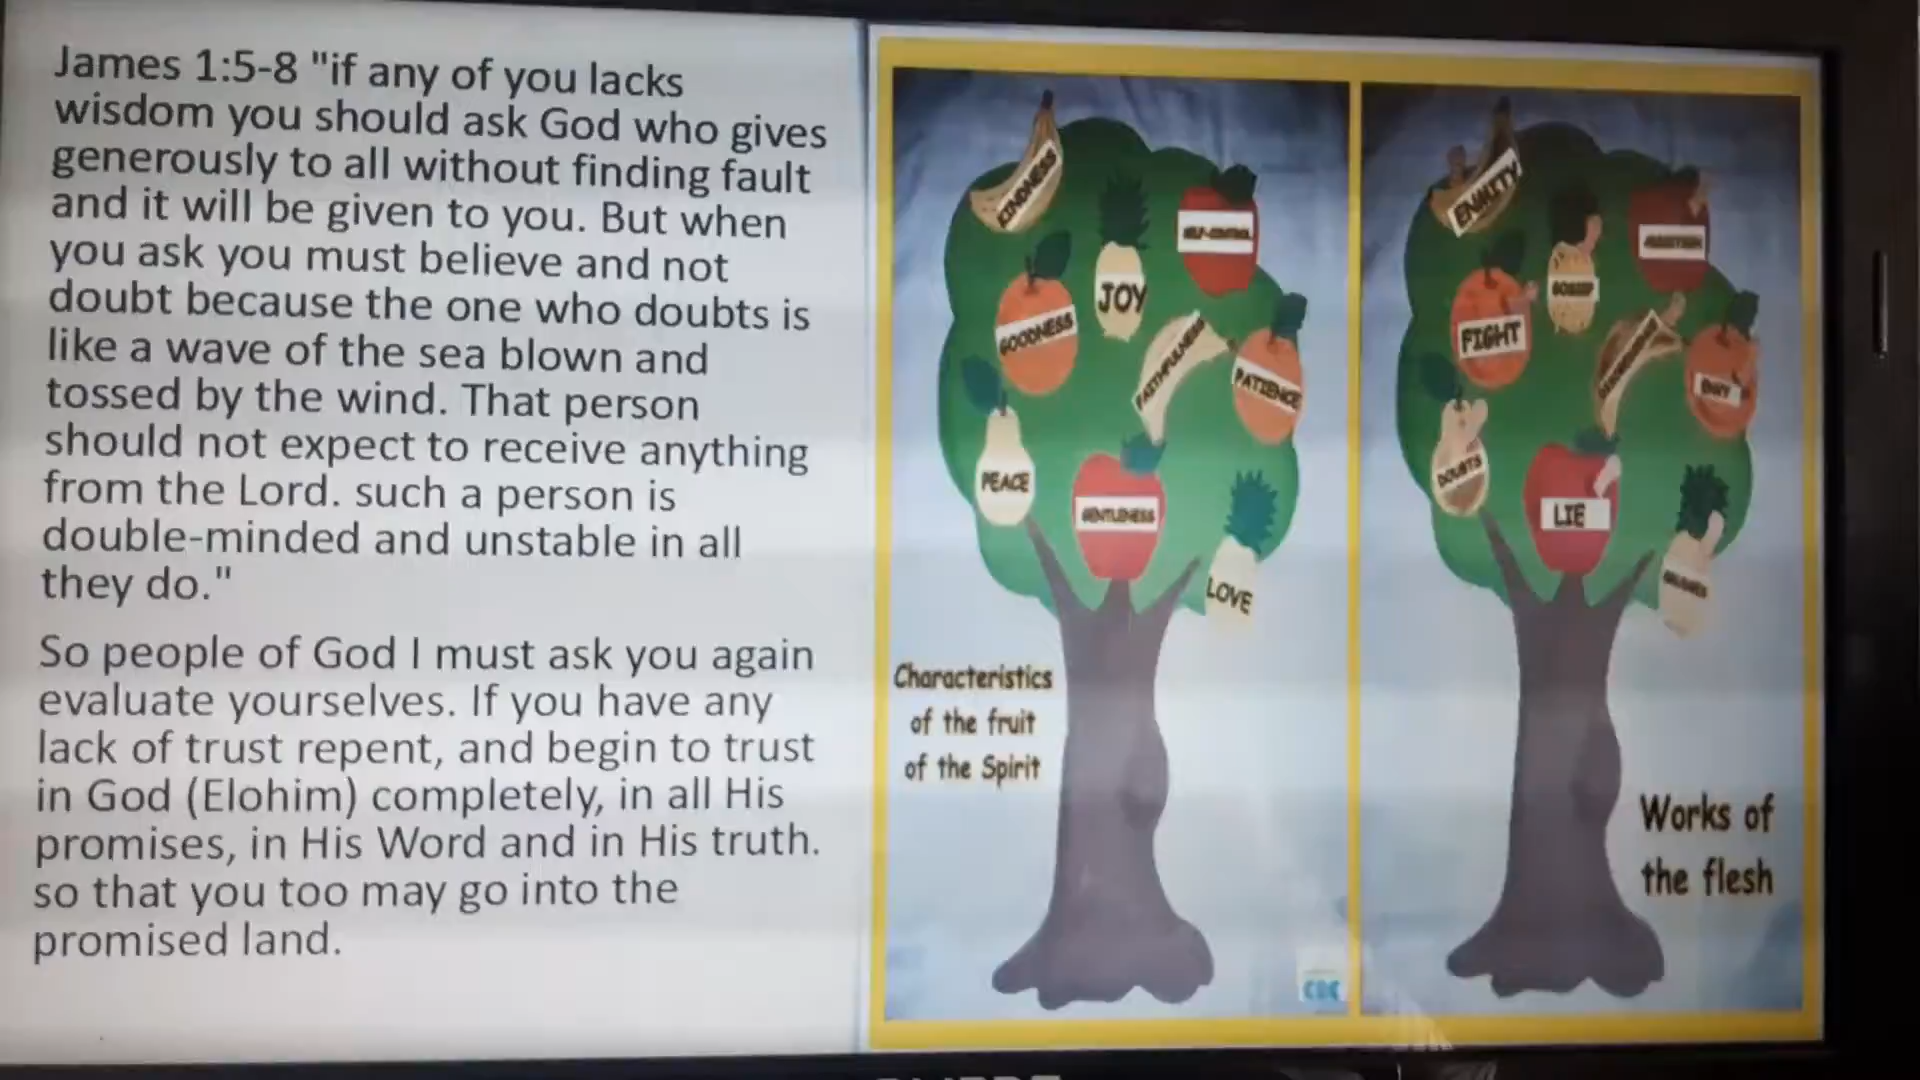 James 1:5-8 "if any of you lacks
wisdom you should ask God who gives
generously to all without finding fault
and it will be given to you. But when
you ask you must believe and not
doubt because the one who doubts is
like a wave of the sea blown and
tossed by the wind. That person
should not expect to receive anything
from the Lord. such a person is
double-minded and unstable in all
they do."
So people of God I must ask you again
evaluate yourselves. If you have any
lack of trust repent, and begin to trust
in God (Elohim) completely, in all His
promises, in His Word and in His truth.
so that you too may go into the
promised land.
KINDNESS
SELF-CONTROL
JOY
GOODNESS
FAITHFULNESS
PATIENCE
PEACE
GENTLENESS
LOVE
Characteristics
of the fruit
of the Spirit
CDC
ENMITY
GOSSIP
FIGHT
ENVY
DOUBTS
LIE
Works of
the flesh